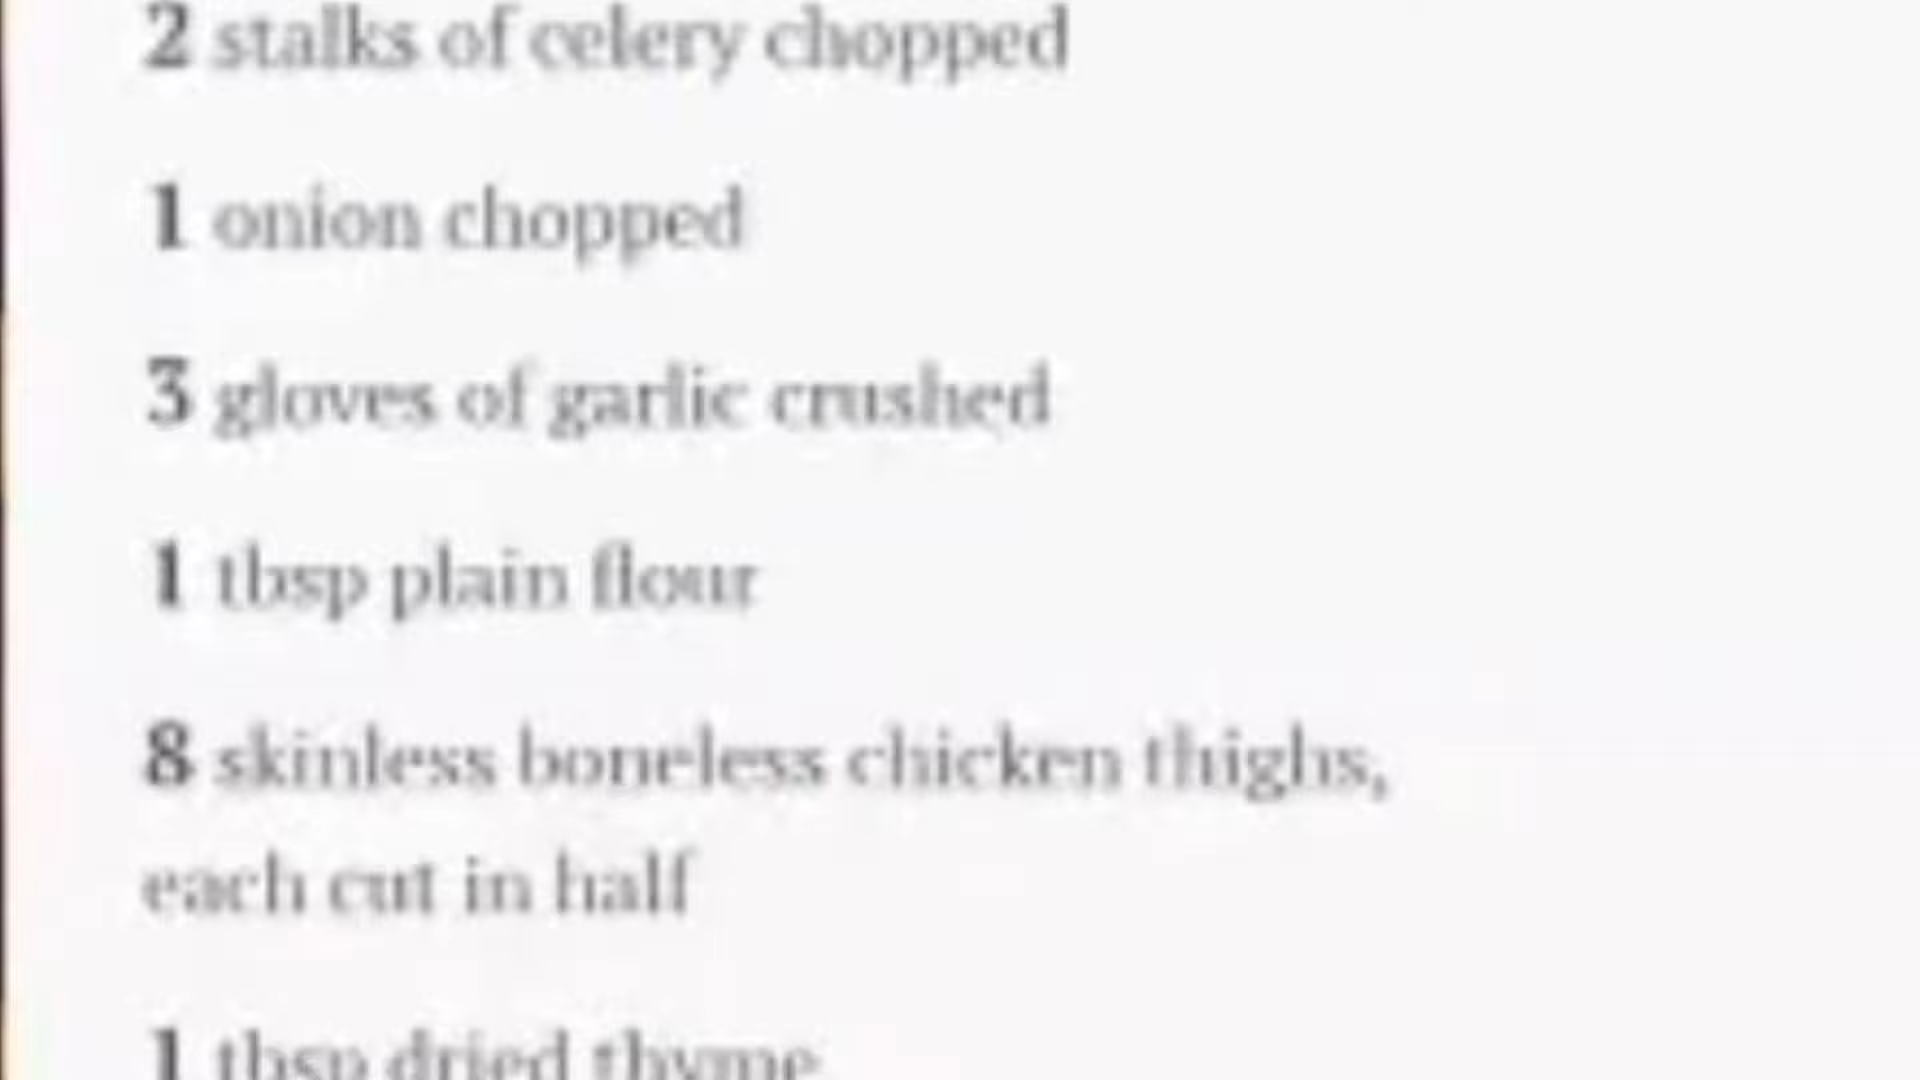 2 stalks of celery chopped
1 onion chopped
3 gloves of garlic crushed
1 tbsp plain flour
8 skinless boneless chicken thighs,
each cut in half
1 tbsp dried thyme